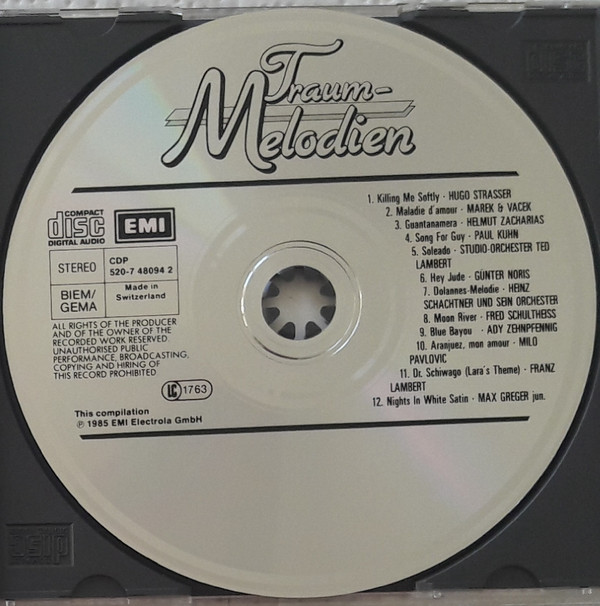 Traum-
Melodien
COMPACT
disc
DIGITAL AUDIO
EMI
STEREO
CDP
520-7 48094 2
BIEM/
GEMA
Made in
Switzerland
ALL RIGHTS OF THE PRODUCER
AND OF THE OWNER OF THE
RECORDED WORK RESERVED.
UNAUTHORISED PUBLIC
PERFORMANCE, BROADCASTING,
COPYING AND HIRING OF
THIS RECORD PROHIBITED
LC 1763
This compilation
℗ 1985 EMI Electrola GmbH
1. Killing Me Softly · HUGO STRASSER
2. Maladie d'amour · MAREK & VACEK
3. Guantanamera · HELMUT ZACHARIAS
4. Song For Guy · PAUL KUHN
5. Soleado · STUDIO-ORCHESTER TED
LAMBERT
6. Hey Jude · GÜNTER NORIS
7. Dolannes-Melodie · HEINZ
SCHACHTNER UND SEIN ORCHESTER
8. Moon River · FRED SCHULTHEISS
9. Blue Bayou · ADY ZEHNPFENNIG
10. Aranjuez, mon amour · MILO
PAVLOVIC
11. Dr. Schiwago (Lara's Theme) · FRANZ
LAMBERT
12. Nights In White Satin · MAX GREGER jun.